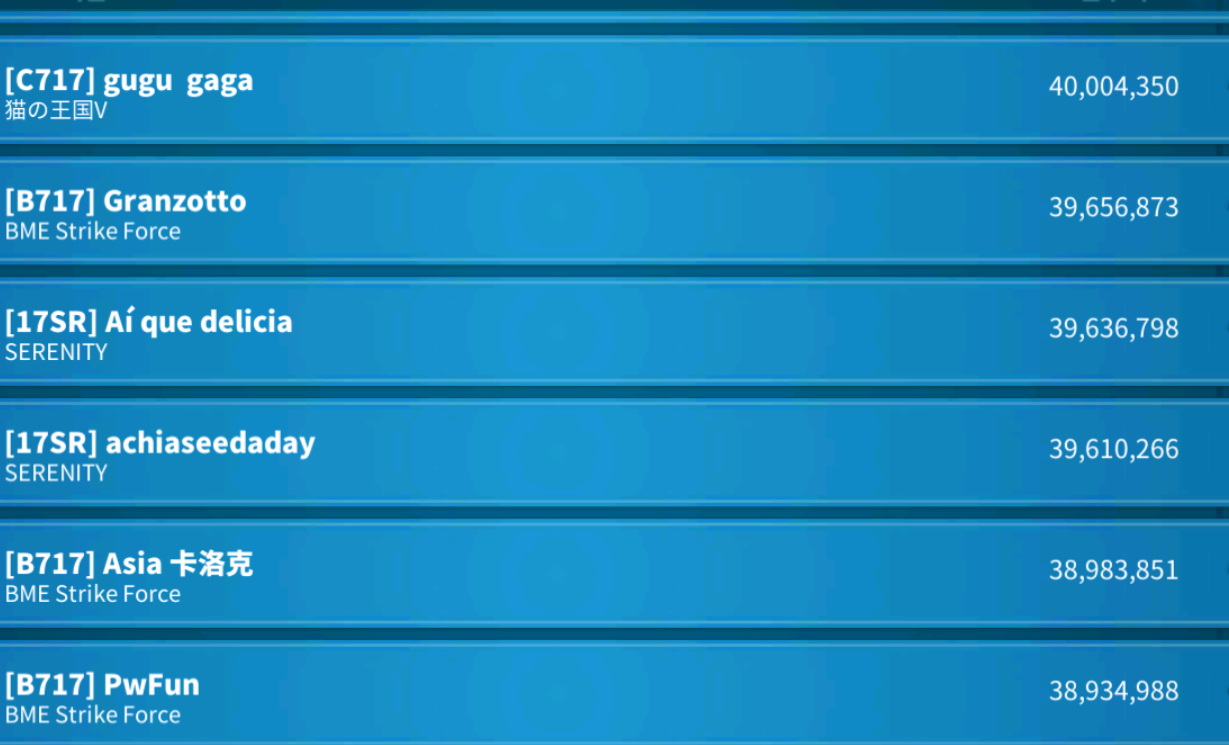 [C717] gugu  gaga 40,004,350
猫の王国V
[B717] Granzotto 39,656,873
BME Strike Force
[17SR] Aí que delicia 39,636,798
SERENITY
[17SR] achiaseedaday 39,610,266
SERENITY
[B717] Asia 卡洛克 38,983,851
BME Strike Force
[B717] PwFun 38,934,988
BME Strike Force